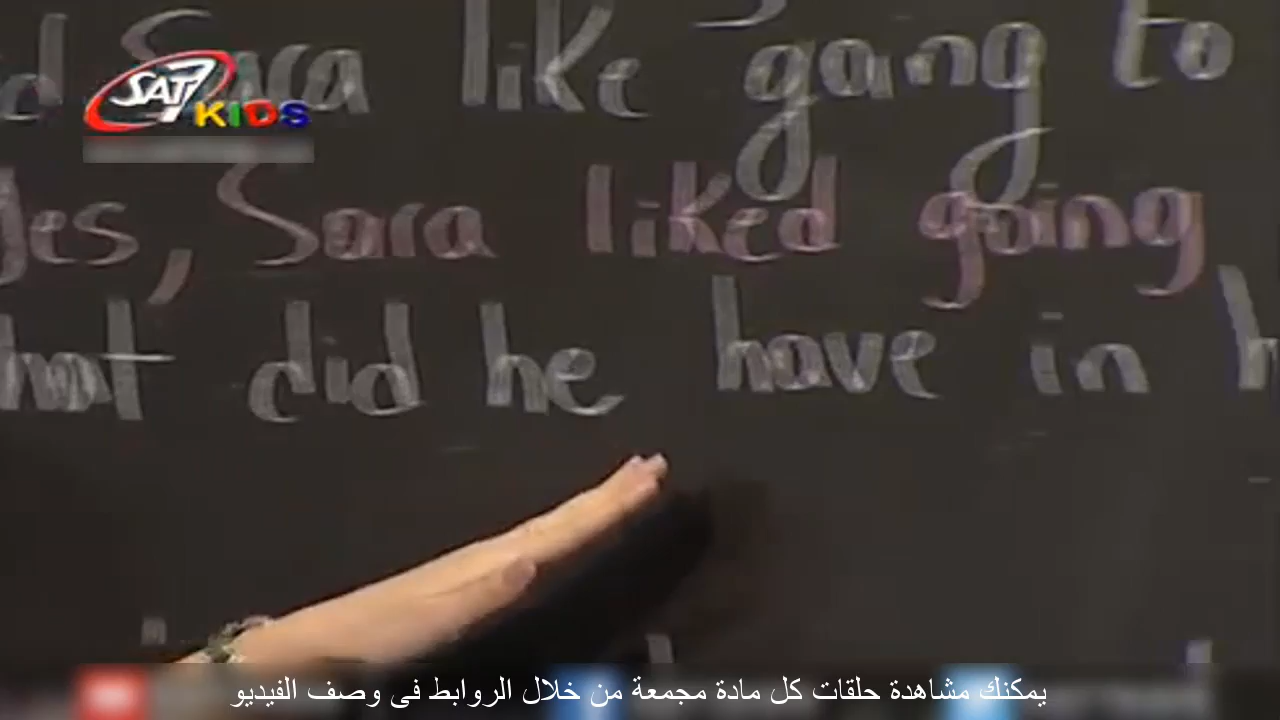 Sara like going to
SAT7
KIDS
yes, Sara liked going
what did he have in
يمكنك مشاهدة حلقات كل مادة مجمعة من خلال الروابط فى وصف الفيديو